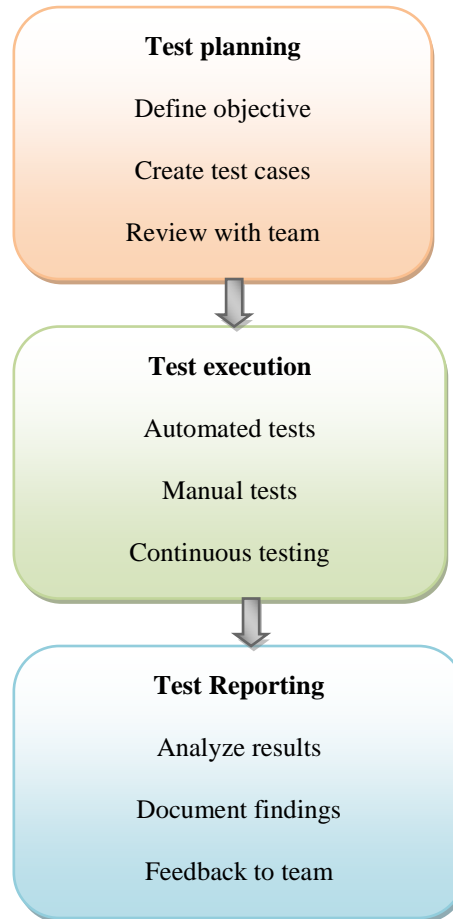 Test planning
Define objective
Create test cases
Review with team
Test execution
Automated tests
Manual tests
Continuous testing
Test Reporting
Analyze results
Document findings
Feedback to team